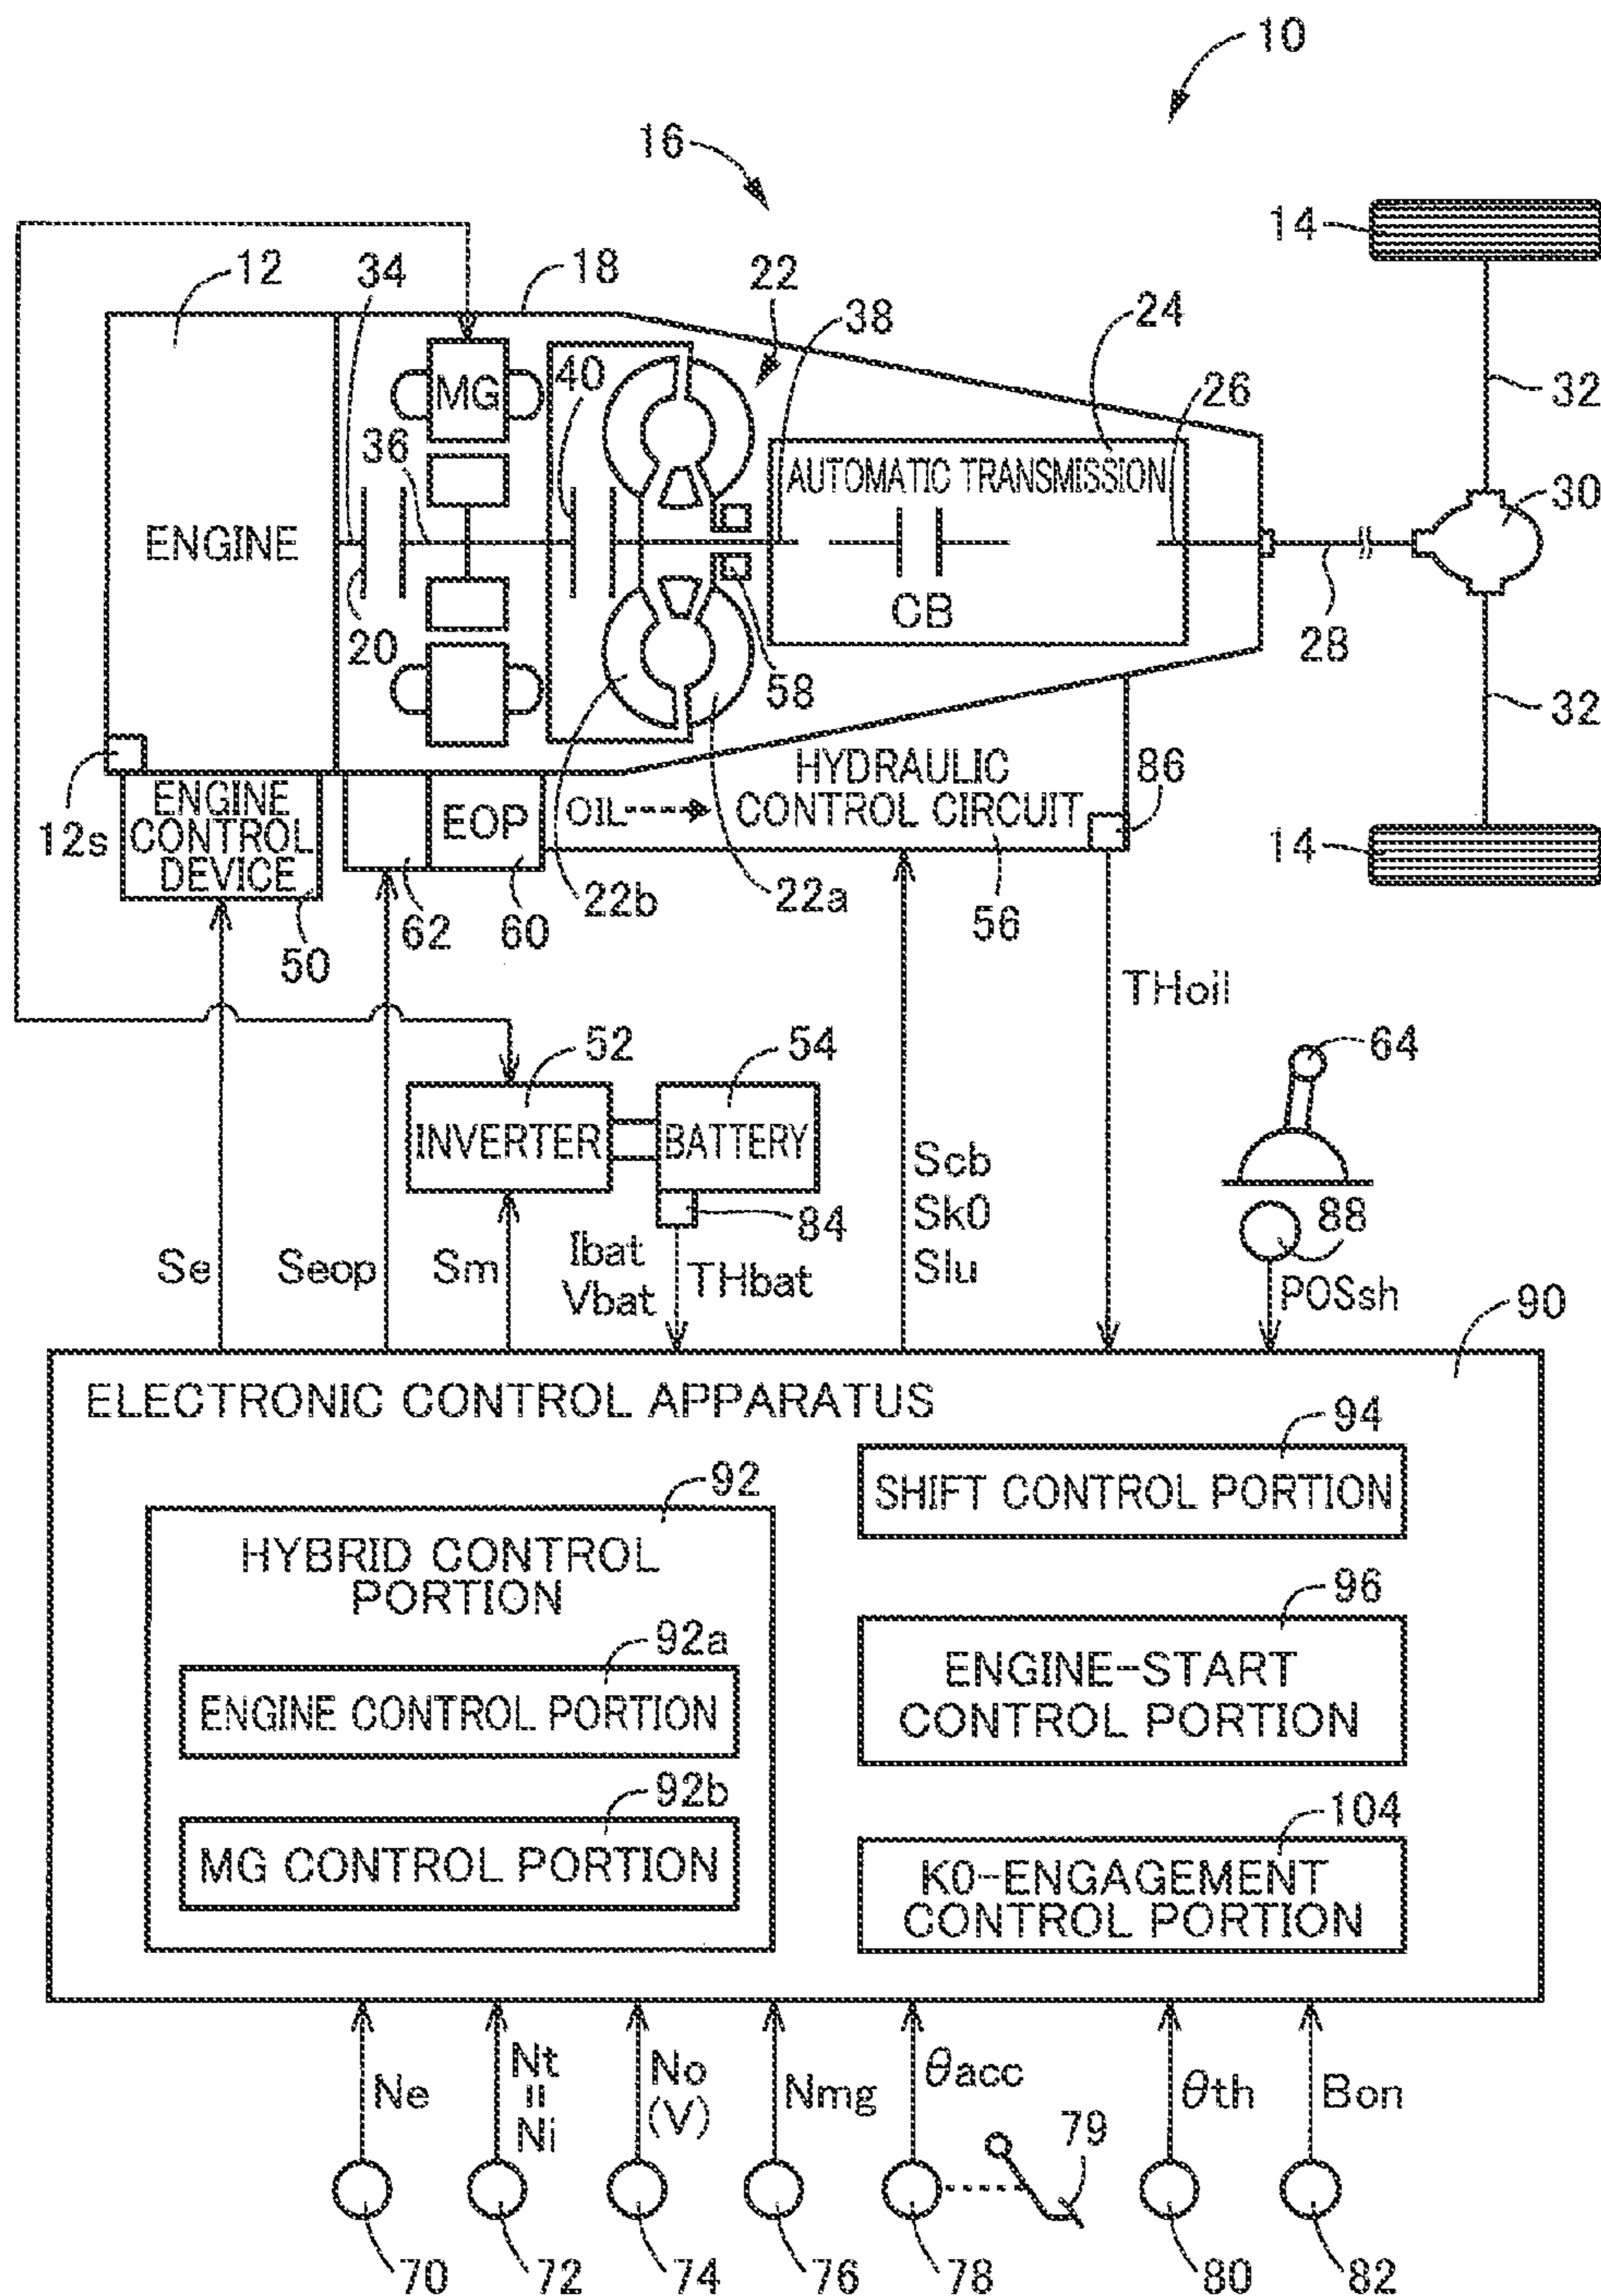 10
16
14
12
34
18
22
38
24
MG
40
26
32
36
AUTOMATIC TRANSMISSION
30
ENGINE
CB
20
58
28
32
12s
ENGINE
CONTROL
DEVICE
EOP
OIL
HYDRAULIC
CONTROL CIRCUIT
86
14
50
62
60
22b
22a
56
THoil
52
54
64
INVERTER
BATTERY
84
88
Se
Seop
Sm
Ibat
Vbat
THbat
Scb
Sk0
Slu
POSsh
90
ELECTRONIC CONTROL APPARATUS
94
SHIFT CONTROL PORTION
92
HYBRID CONTROL
PORTION
96
ENGINE-START
CONTROL PORTION
92a
ENGINE CONTROL PORTION
92b
MG CONTROL PORTION
104
K0-ENGAGEMENT
CONTROL PORTION
Ne
Nt
=
Ni
No
(V)
Nmg
θacc
79
θth
Bon
70
72
74
76
78
80
82